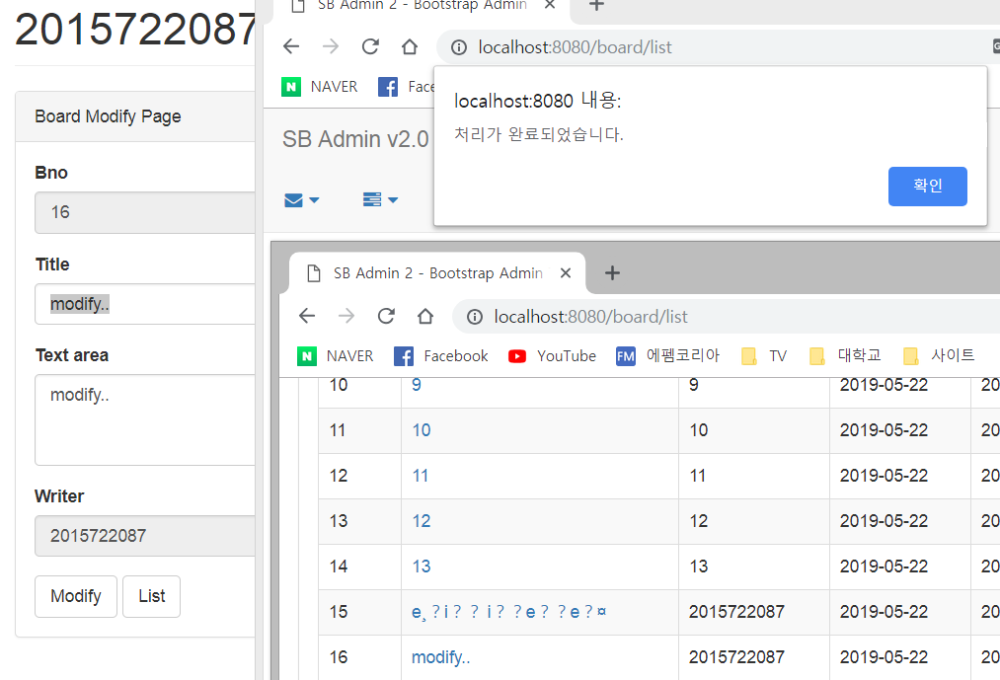 2015722087
Board Modify Page
Bno
16
Title
modify..
Text area
modify..
Writer
2015722087
Modify
List
SB Admin 2 - Bootstrap Admin
localhost:8080/board/list
NAVER
Face
SB Admin v2.0
localhost:8080 내용:
처리가 완료되었습니다.
확인
SB Admin 2 - Bootstrap Admin
localhost:8080/board/list
NAVER Facebook YouTube FM 에펨코리아 TV 대학교 사이트
10 9 9 2019-05-22 20
11 10 10 2019-05-22 20
12 11 11 2019-05-22 20
13 12 12 2019-05-22 20
14 13 13 2019-05-22 20
15 e¸?i??i??e??e?¤ 2015722087 2019-05-22 20
16 modify.. 2015722087 2019-05-22 20